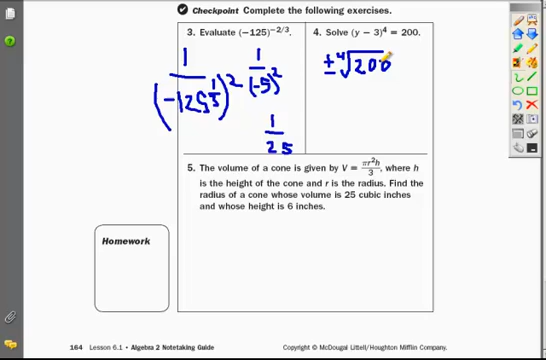 Checkpoint Complete the following exercises.
3. Evaluate (−125)^−2/3.
4. Solve (y − 3)^4 = 200.
1
(-125^1/3)^2
1
(-5)^2
1
25
± ∜200
5. The volume of a cone is given by V = πr²h/3, where h
is the height of the cone and r is the radius. Find the
radius of a cone whose volume is 25 cubic inches
and whose height is 6 inches.
Homework
164 Lesson 6.1 • Algebra 2 Notetaking Guide
Copyright © McDougal Littell/Houghton Mifflin Company.